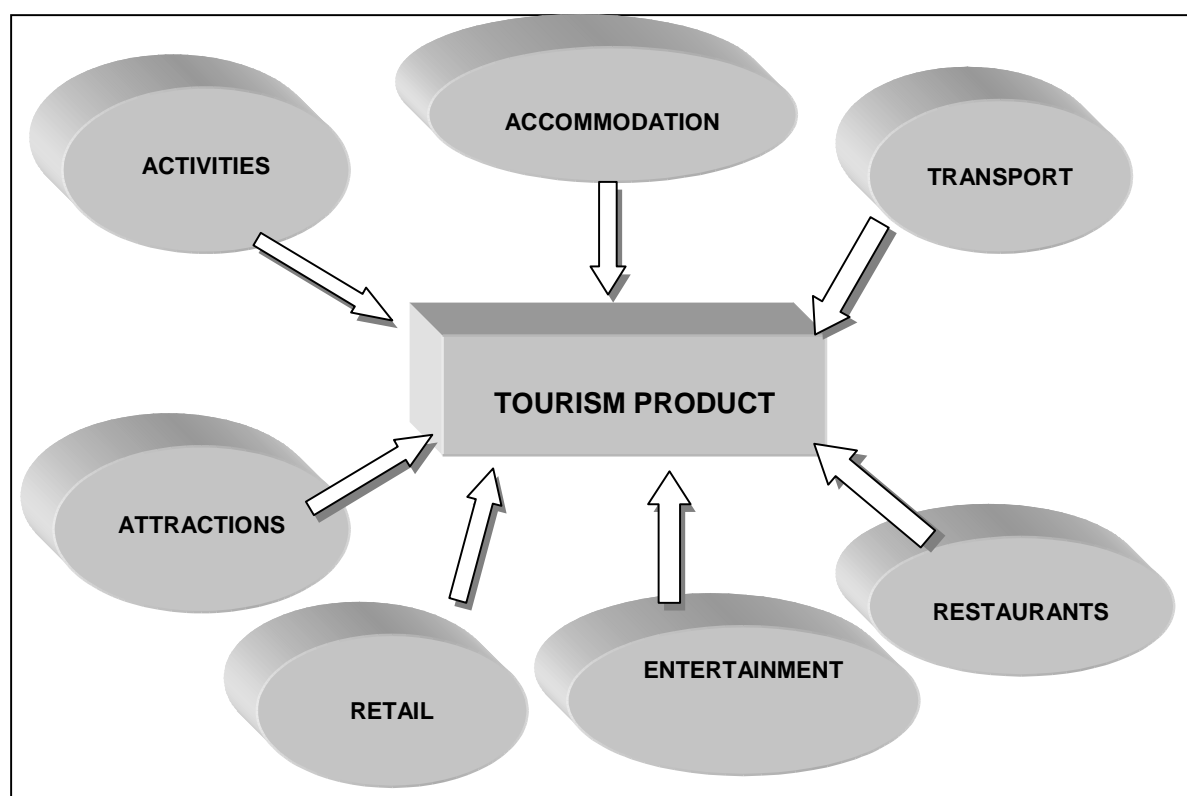 ACCOMMODATION
ACTIVITIES
TRANSPORT
TOURISM PRODUCT
ATTRACTIONS
RESTAURANTS
ENTERTAINMENT
RETAIL